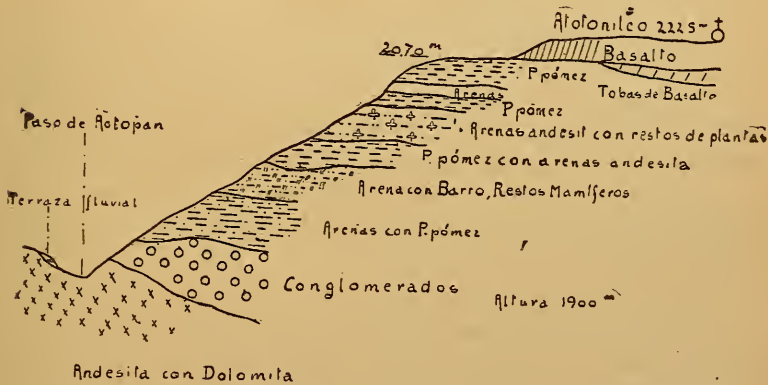 Atotonilco 2225-
2070 m
Basalto
P. pómez
Tobas de Basalto
Arenas
P. pómez
Arenas andesit con restos de plantas
Paso de Actopan
P. pómez con arenas andesita
Arena con Barro, Restos Mamíferos
Terraza fluvial
Arenas con P. pómez
Conglomerados
Altura 1900 m
Andesita con Dolomita